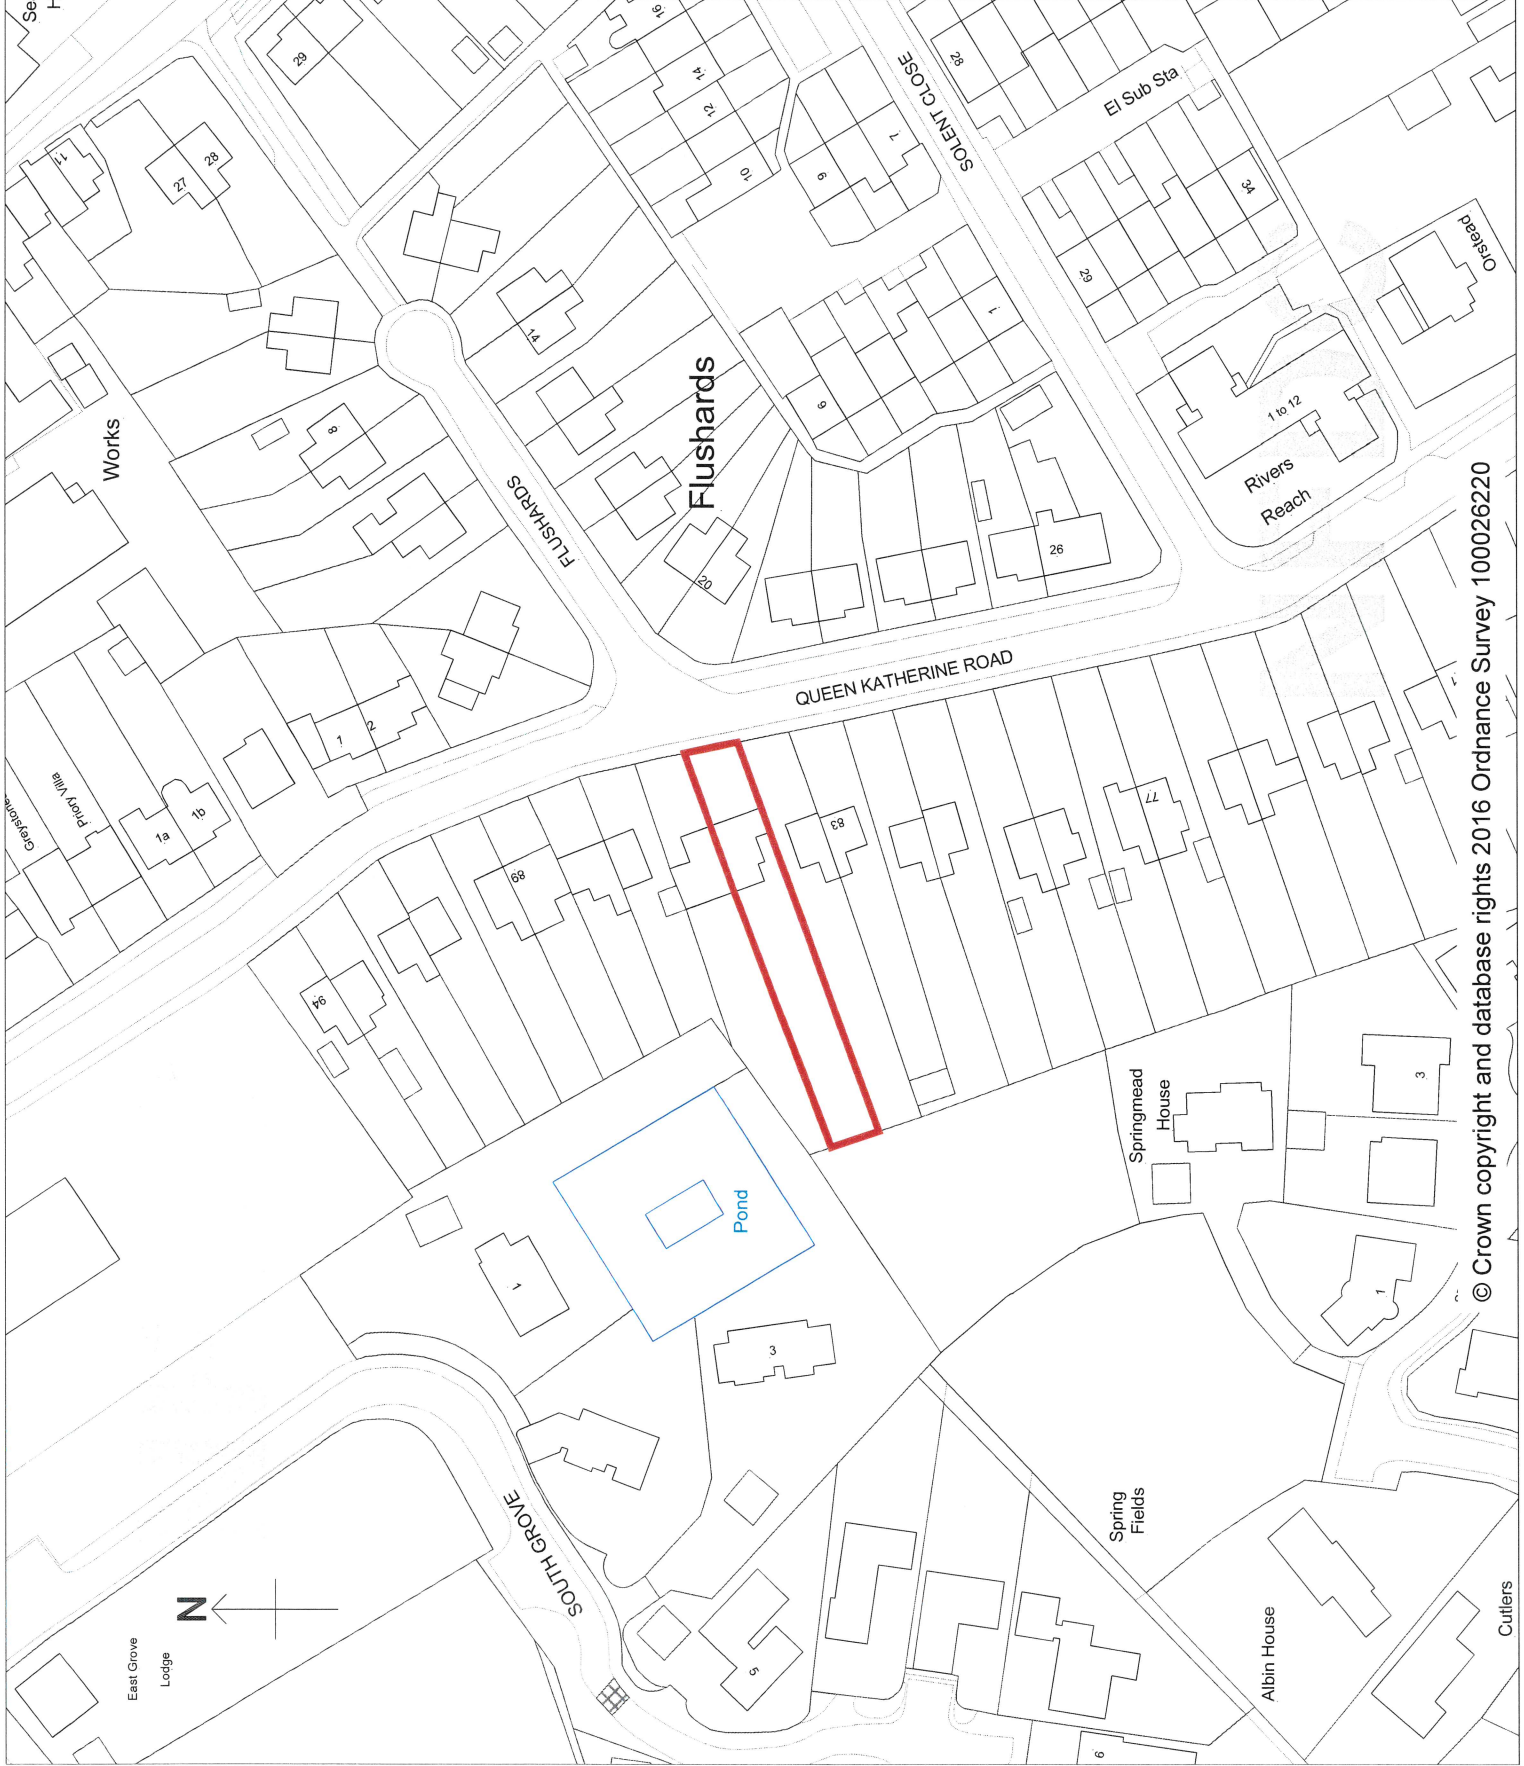 Se
H
29
16
11
27
28
14
12
10
9
7
SOLENT CLOSE
28
El Sub Sta
34
29
Orstead
14
Works
8
FLUSHARDS
Flushards
20
9
1
26
1 to 12
Rivers
Reach
QUEEN KATHERINE ROAD
Priory Villa
1a
1b
1
2
94
89
83
77
1
Pond
3
SOUTH GROVE
Springmead
House
3
1
Spring
Fields
N
East Grove
Lodge
5
6
Albin House
Cutlers
© Crown copyright and database rights 2016 Ordnance Survey 100026220